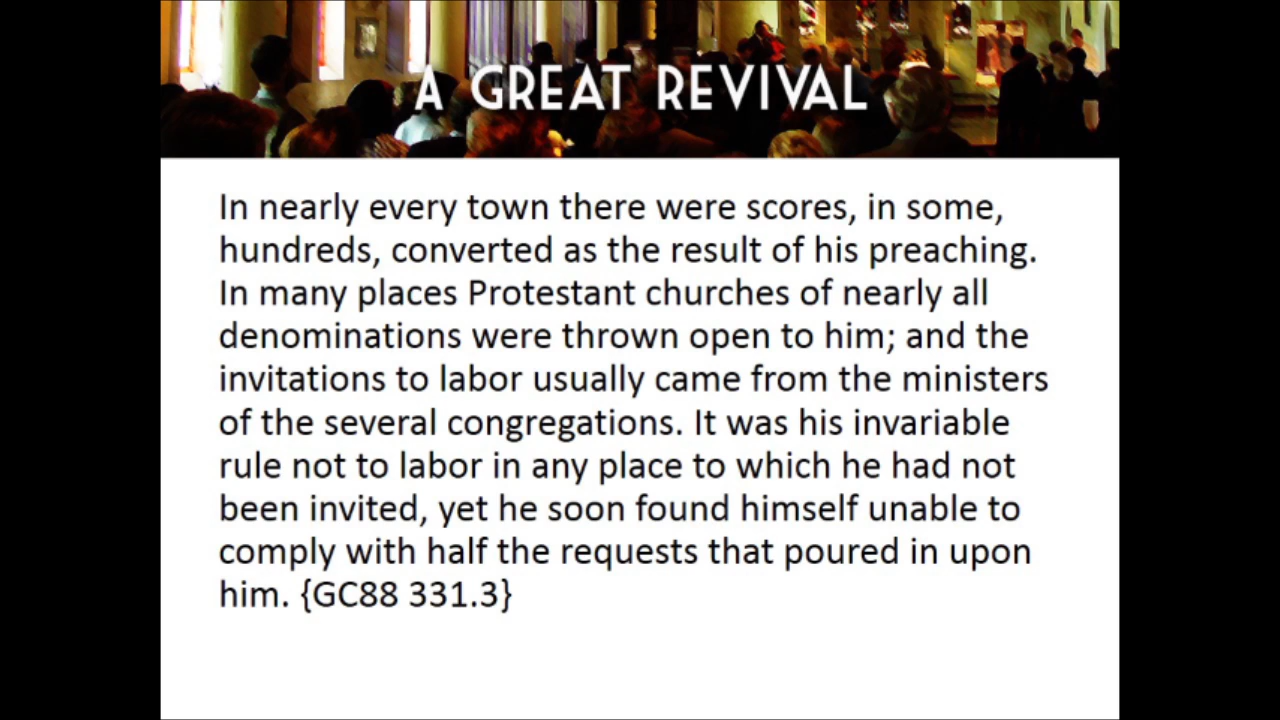 A GREAT REVIVAL
In nearly every town there were scores, in some,
hundreds, converted as the result of his preaching.
In many places Protestant churches of nearly all
denominations were thrown open to him; and the
invitations to labor usually came from the ministers
of the several congregations. It was his invariable
rule not to labor in any place to which he had not
been invited, yet he soon found himself unable to
comply with half the requests that poured in upon
him. {GC88 331.3}